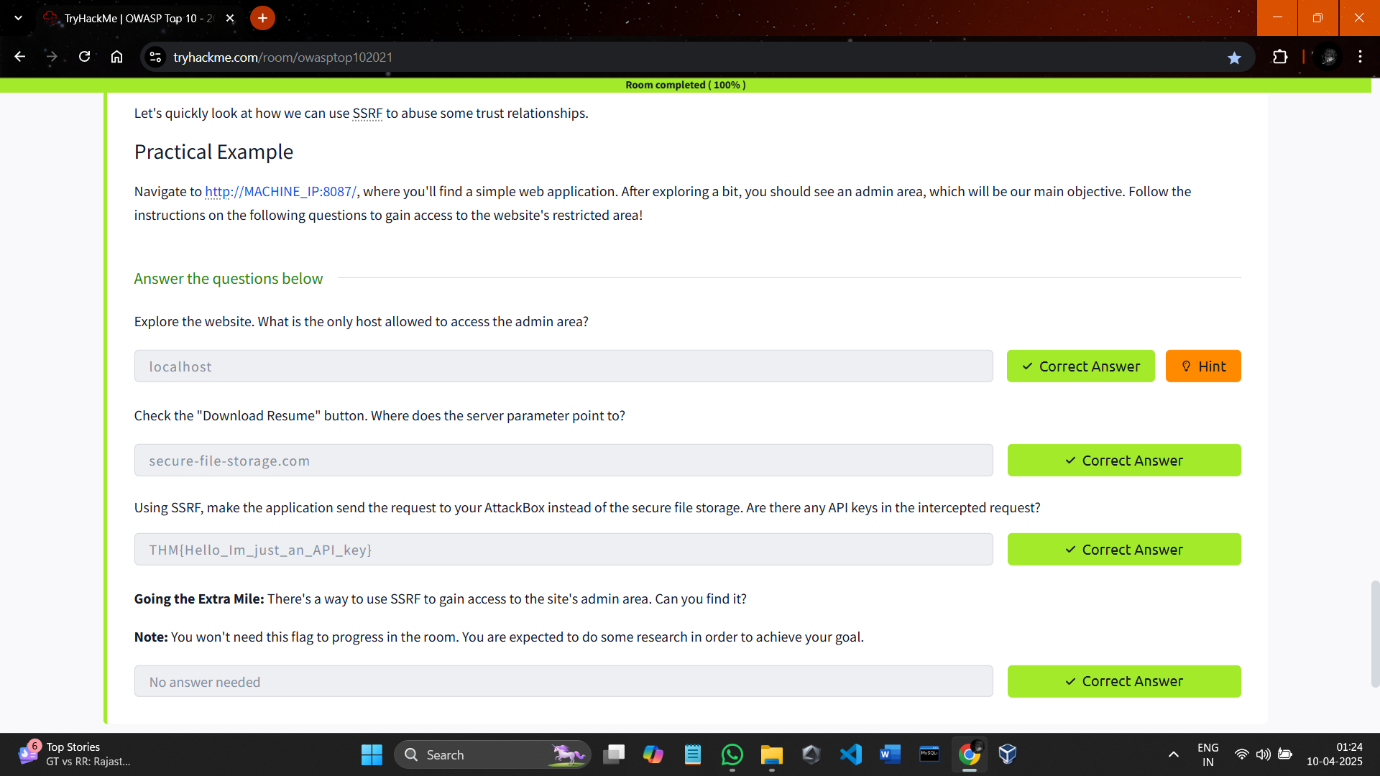 TryHackMe | OWASP Top 10 - 20
tryhackme.com/room/owasptop102021
Room completed ( 100% )
Let's quickly look at how we can use SSRF to abuse some trust relationships.
Practical Example
Navigate to http://MACHINE_IP:8087/, where you'll find a simple web application. After exploring a bit, you should see an admin area, which will be our main objective. Follow the
instructions on the following questions to gain access to the website's restricted area!
Answer the questions below
Explore the website. What is the only host allowed to access the admin area?
localhost
Correct Answer
Hint
Check the "Download Resume" button. Where does the server parameter point to?
secure-file-storage.com
Correct Answer
Using SSRF, make the application send the request to your AttackBox instead of the secure file storage. Are there any API keys in the intercepted request?
THM{Hello_Im_just_an_API_key}
Correct Answer
Going the Extra Mile: There's a way to use SSRF to gain access to the site's admin area. Can you find it?
Note: You won't need this flag to progress in the room. You are expected to do some research in order to achieve your goal.
No answer needed
Correct Answer
6
Top Stories
GT vs RR: Rajast...
Search
ENG
IN
01:24
10-04-2025